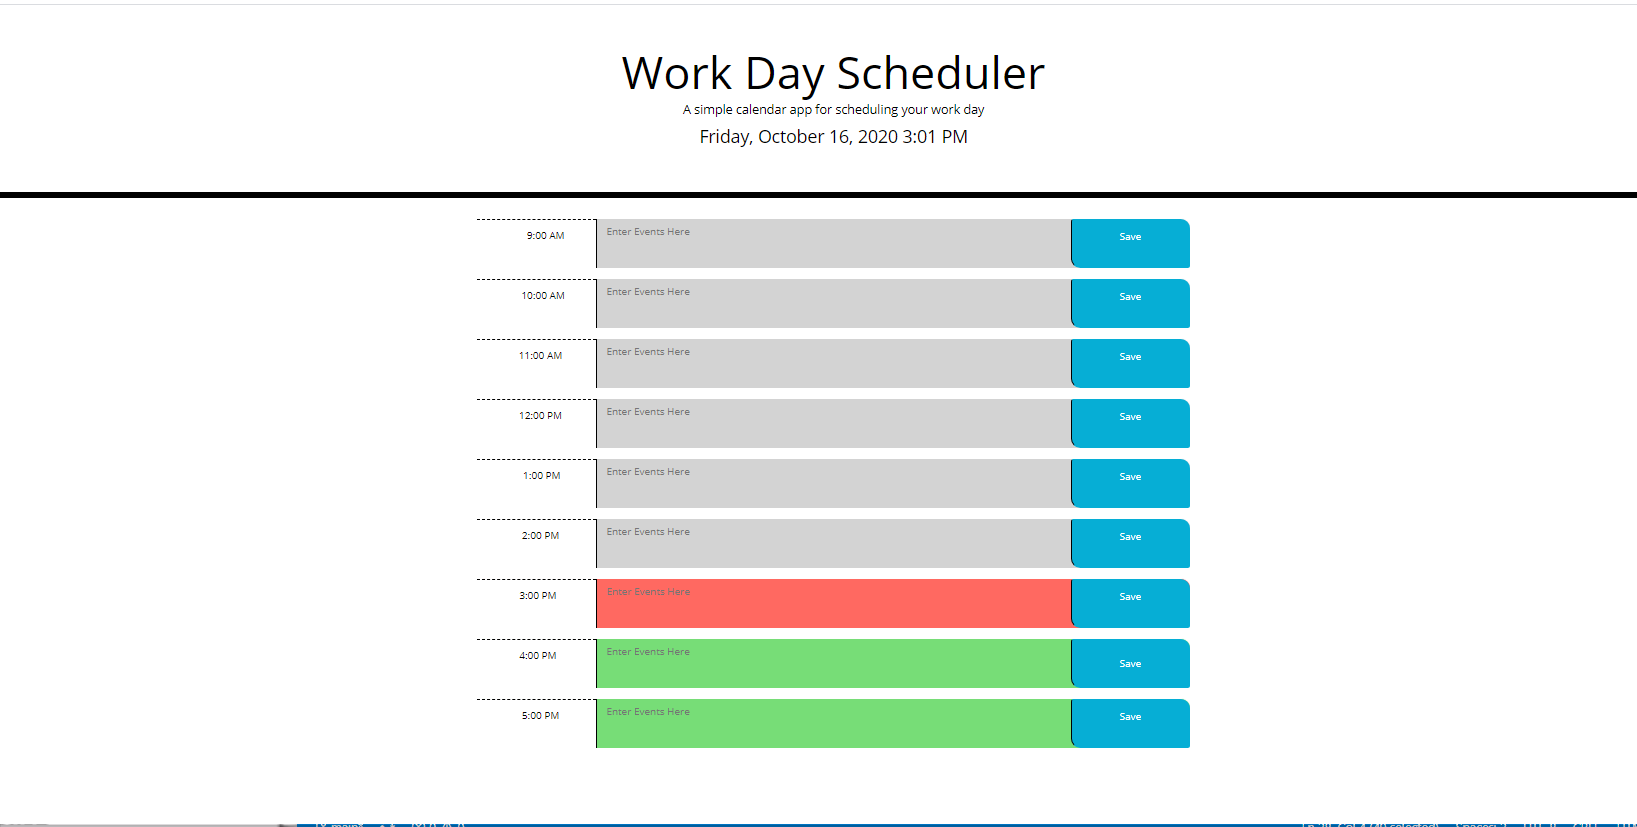 Work Day Scheduler
A simple calendar app for scheduling your work day
Friday, October 16, 2020 3:01 PM
9:00 AM Enter Events Here Save
10:00 AM Enter Events Here Save
11:00 AM Enter Events Here Save
12:00 PM Enter Events Here Save
1:00 PM Enter Events Here Save
2:00 PM Enter Events Here Save
3:00 PM Enter Events Here Save
4:00 PM Enter Events Here Save
5:00 PM Enter Events Here Save